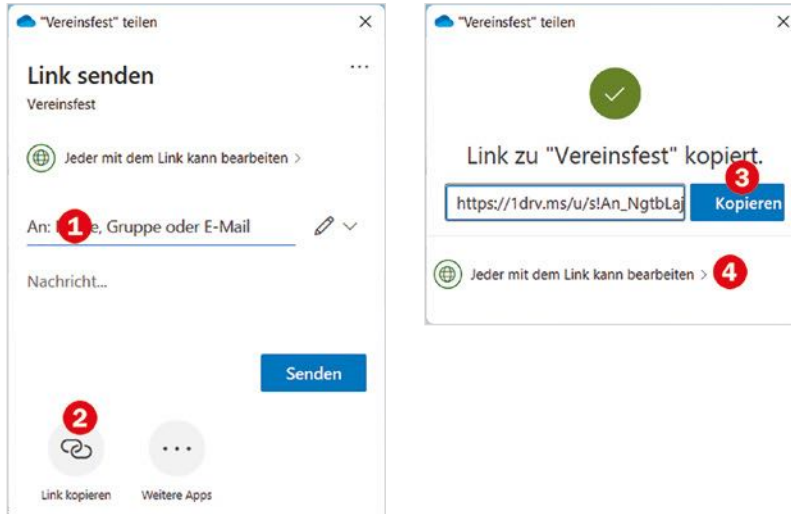 "Vereinsfest" teilen
Link senden
...
Vereinsfest
Jeder mit dem Link kann bearbeiten >
An: 1 e, Gruppe oder E-Mail
Nachricht...
Senden
2
Link kopieren
Weitere Apps
"Vereinsfest" teilen
Link zu "Vereinsfest" kopiert.
3
https://1drv.ms/u/s!An_NgtbLaj
Kopieren
Jeder mit dem Link kann bearbeiten > 4